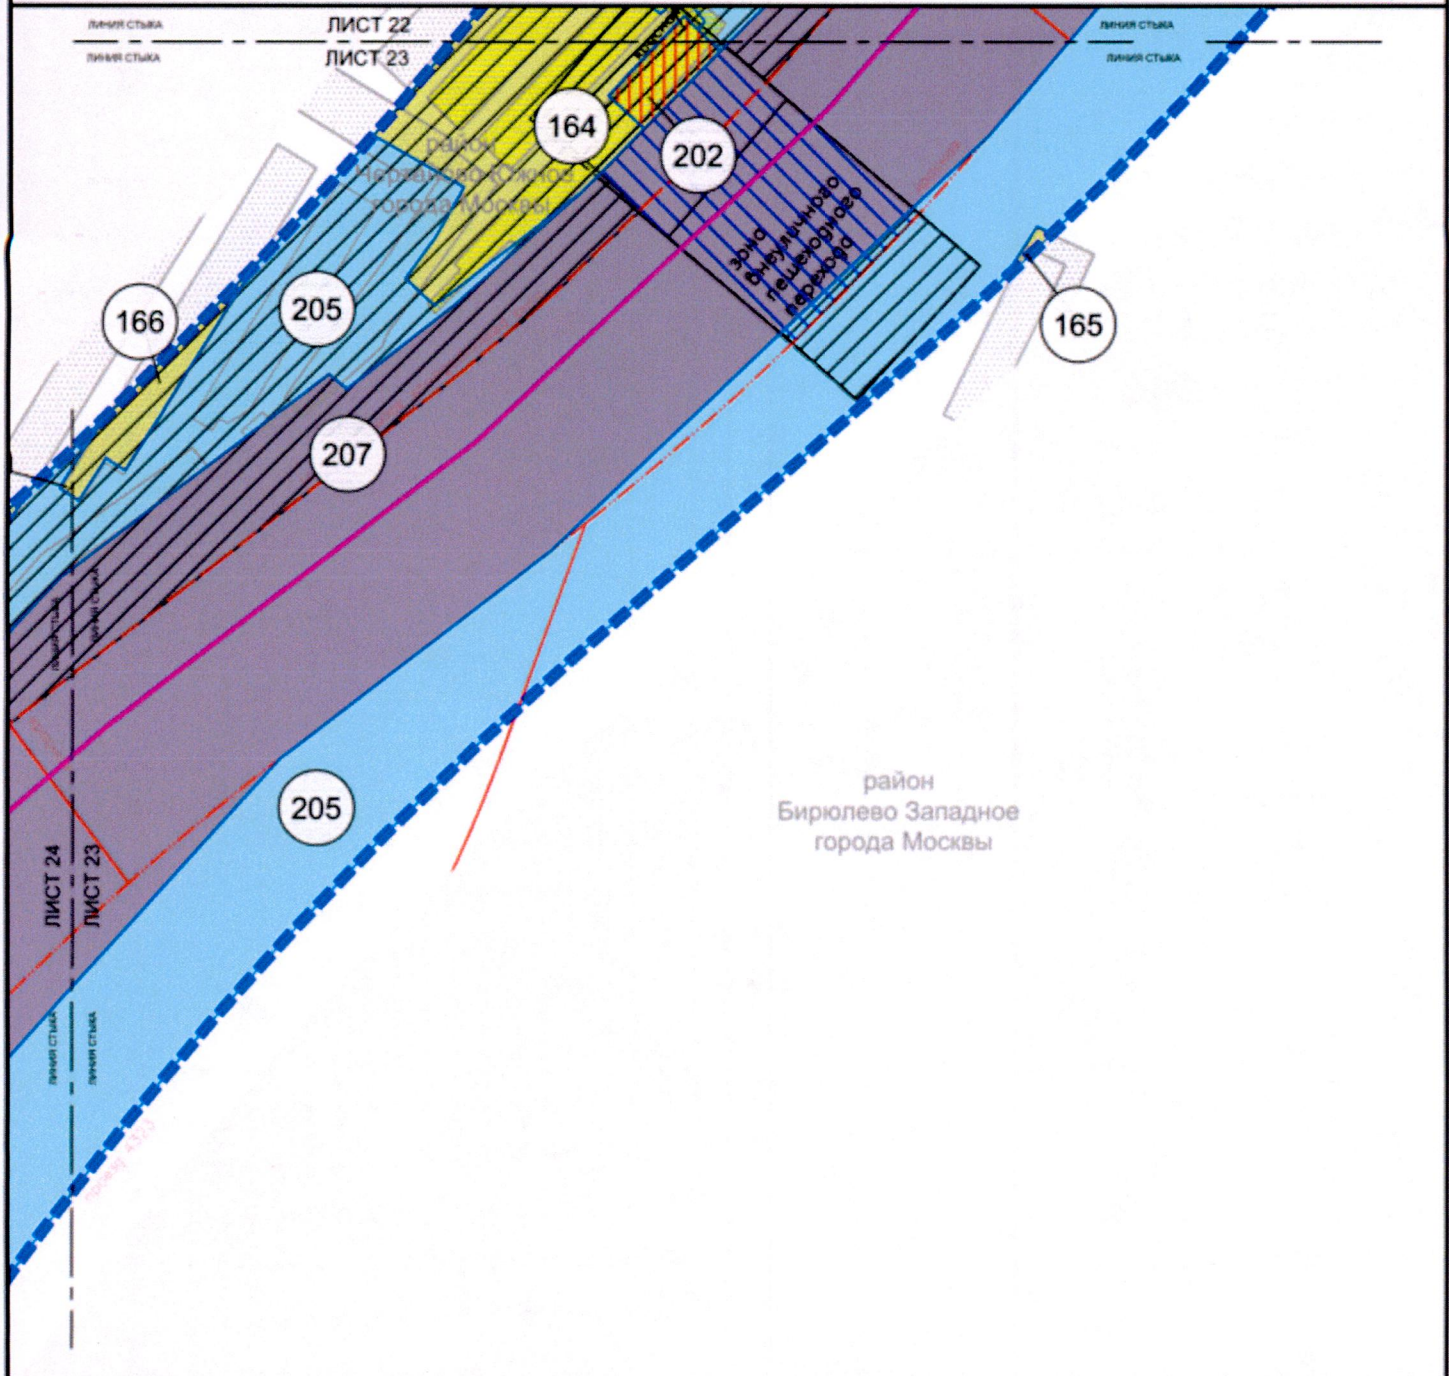 ЛИНИЯ СТЫКА
ЛИСТ 22
ЛИНИЯ СТЫКА
ЛИНИЯ СТЫКА
ЛИСТ 23
ЛИНИЯ СТЫКА
164
202
район
Чертаново Южное
города Москвы
зона
внеуличного
пешеходного
перехода
205
166
165
207
ЛИНИЯ СТЫКА
ЛИНИЯ СТЫКА
205
район
Бирюлево Западное
города Москвы
ЛИСТ 24
ЛИСТ 23
ЛИНИЯ СТЫКА
ЛИНИЯ СТЫКА
4323